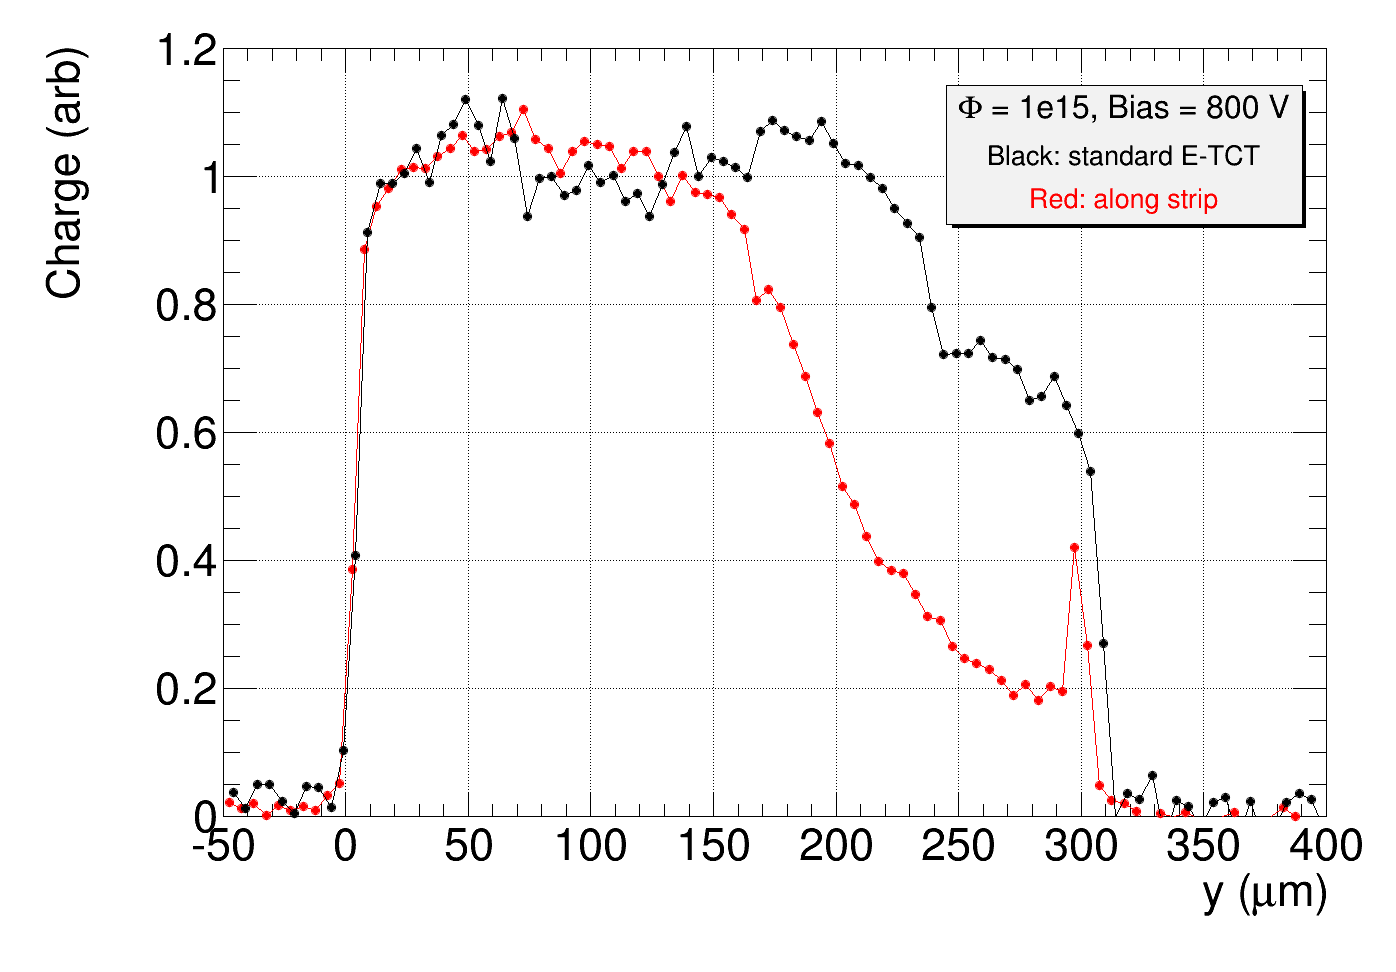 Charge (arb)
1.2
1
0.8
0.6
0.4
0.2
0
Φ = 1e15, Bias = 800 V
Black: standard E-TCT
Red: along strip
-50 0 50 100 150 200 250 300 350 400
y (μm)